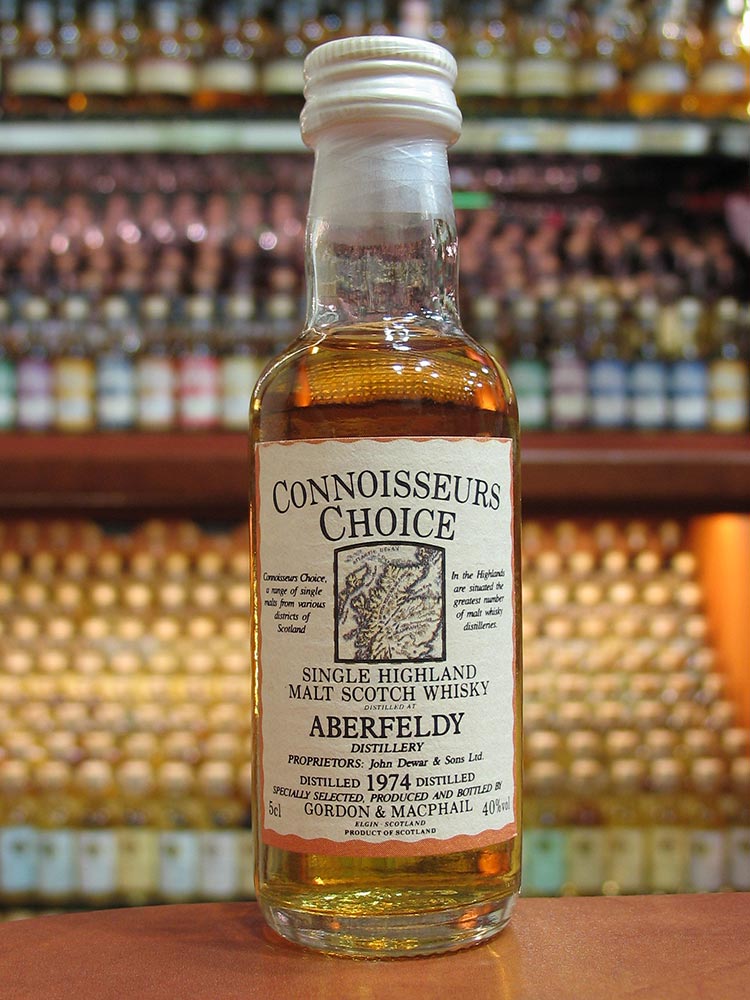 CONNOISSEURS
CHOICE
ATLANTIC OCEAN
Connoisseurs Choice,
a range of single
malts from various
districts of
Scotland
In the Highlands
are situated the
greatest number
of malt whisky
distilleries.
SINGLE HIGHLAND
MALT SCOTCH WHISKY
DISTILLED AT
ABERFELDY
DISTILLERY
PROPRIETORS: John Dewar & Sons Ltd.
DISTILLED 1974 DISTILLED
SPECIALLY SELECTED, PRODUCED AND BOTTLED BY
5cl GORDON & MACPHAIL 40%vol
ELGIN - SCOTLAND
PRODUCT OF SCOTLAND